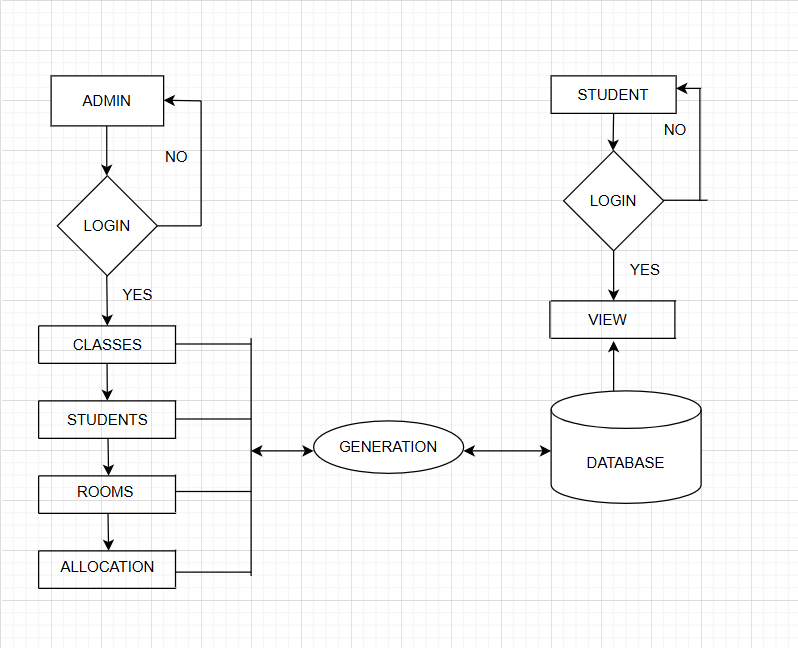 ADMIN
NO
LOGIN
YES
CLASSES
STUDENTS
ROOMS
ALLOCATION
GENERATION
STUDENT
NO
LOGIN
YES
VIEW
DATABASE